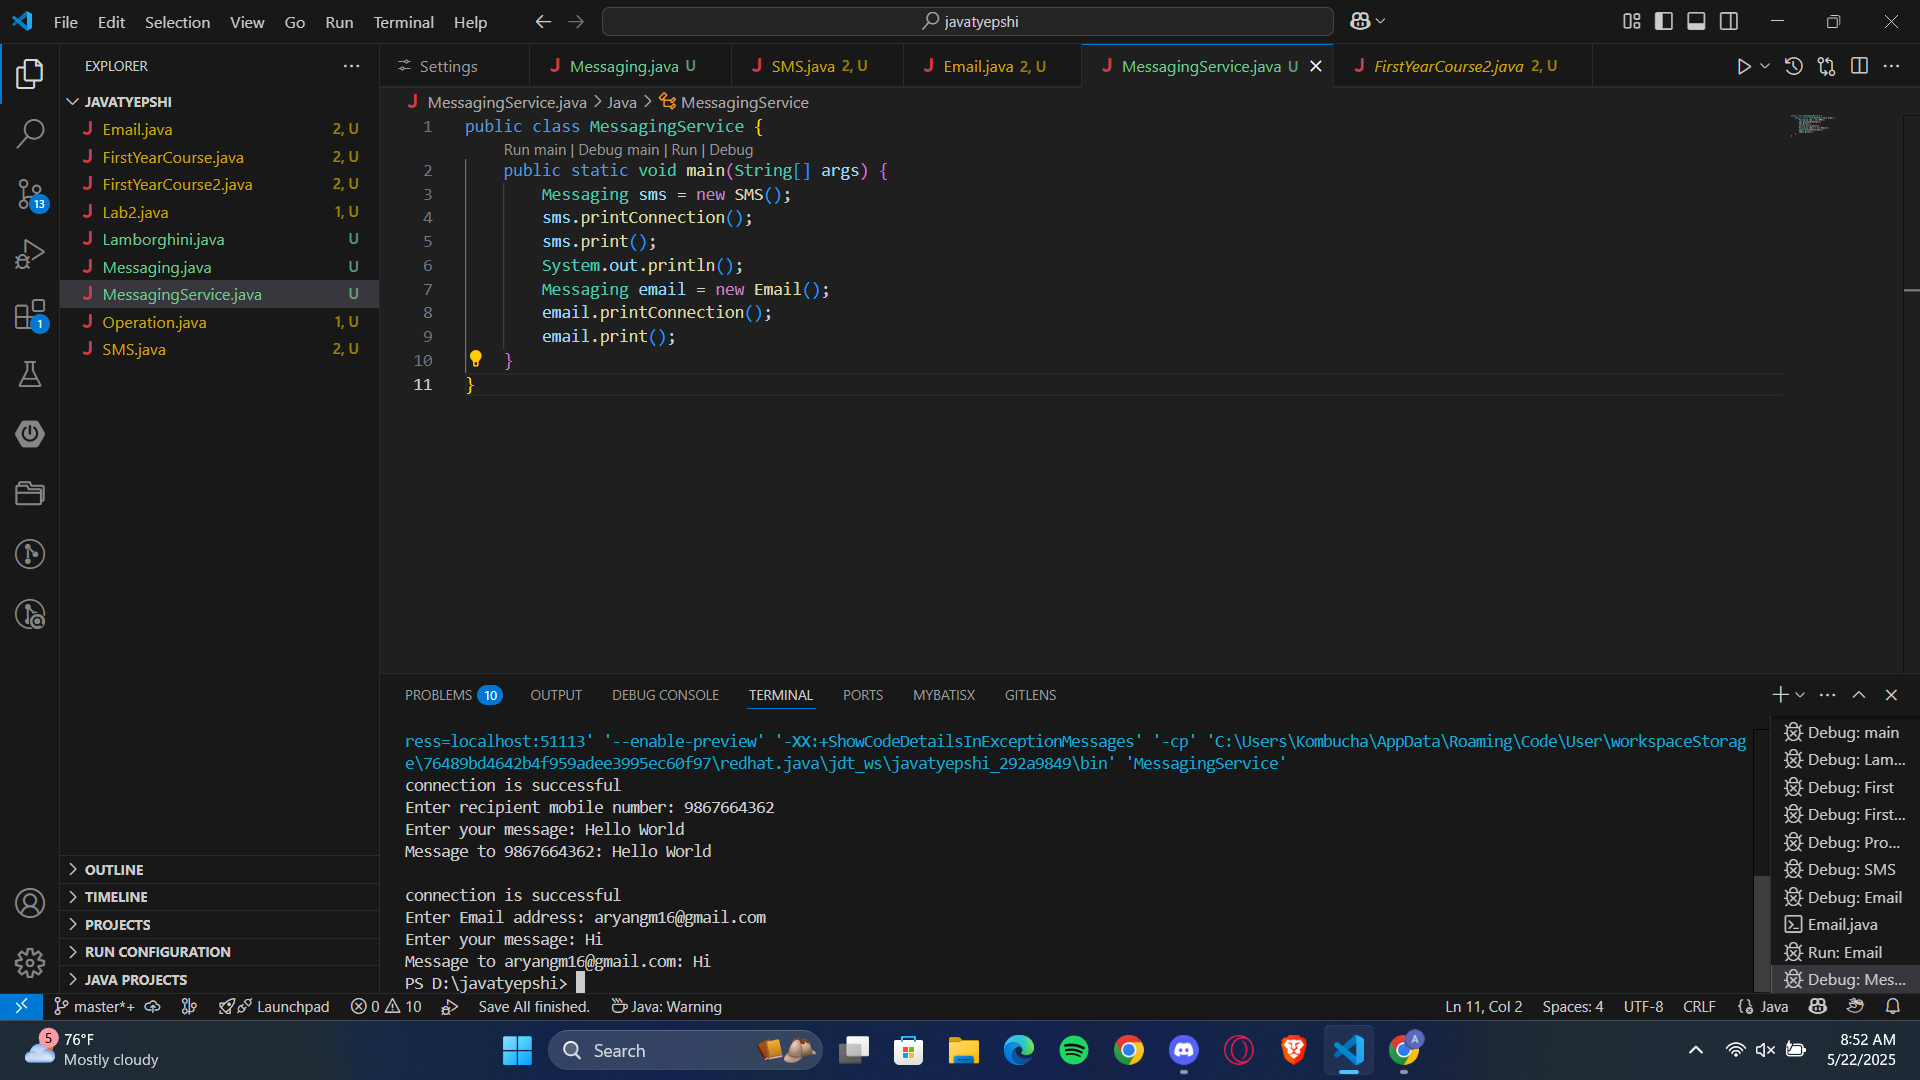 File Edit Selection View Go Run Terminal Help
javatyepshi
EXPLORER
JAVATYEPSHI
Email.java 2, U
FirstYearCourse.java 2, U
FirstYearCourse2.java 2, U
Lab2.java 1, U
Lamborghini.java U
Messaging.java U
MessagingService.java U
Operation.java 1, U
SMS.java 2, U
13
1
OUTLINE
TIMELINE
PROJECTS
RUN CONFIGURATION
JAVA PROJECTS
Settings
Messaging.java U
SMS.java 2, U
Email.java 2, U
MessagingService.java U
FirstYearCourse2.java 2, U
MessagingService.java > Java > MessagingService
1 public class MessagingService {
Run main | Debug main | Run | Debug
2 public static void main(String[] args) {
3 Messaging sms = new SMS();
4 sms.printConnection();
5 sms.print();
6 System.out.println();
7 Messaging email = new Email();
8 email.printConnection();
9 email.print();
10 }
11 }
PROBLEMS 10 OUTPUT DEBUG CONSOLE TERMINAL PORTS MYBATISX GITLENS
ress=localhost:51113' '--enable-preview' '-XX:+ShowCodeDetailsInExceptionMessages' '-cp' 'C:\Users\Kombucha\AppData\Roaming\Code\User\workspaceStorag
e\76489bd4642b4f959adee3995ec60f97\redhat.java\jdt_ws\javatyepshi_292a9849\bin' 'MessagingService'
connection is successful
Enter recipient mobile number: 9867664362
Enter your message: Hello World
Message to 9867664362: Hello World
connection is successful
Enter Email address: aryangm16@gmail.com
Enter your message: Hi
Message to aryangm16@gmail.com: Hi
PS D:\javatyepshi>
Debug: main
Debug: Lam...
Debug: First
Debug: First...
Debug: Pro...
Debug: SMS
Debug: Email
Email.java
Run: Email
Debug: Mes...
master*+ Launchpad 0 10 Save All finished. Java: Warning
Ln 11, Col 2 Spaces: 4 UTF-8 CRLF {} Java
5
76°F
Mostly cloudy
Search
A
8:52 AM
5/22/2025